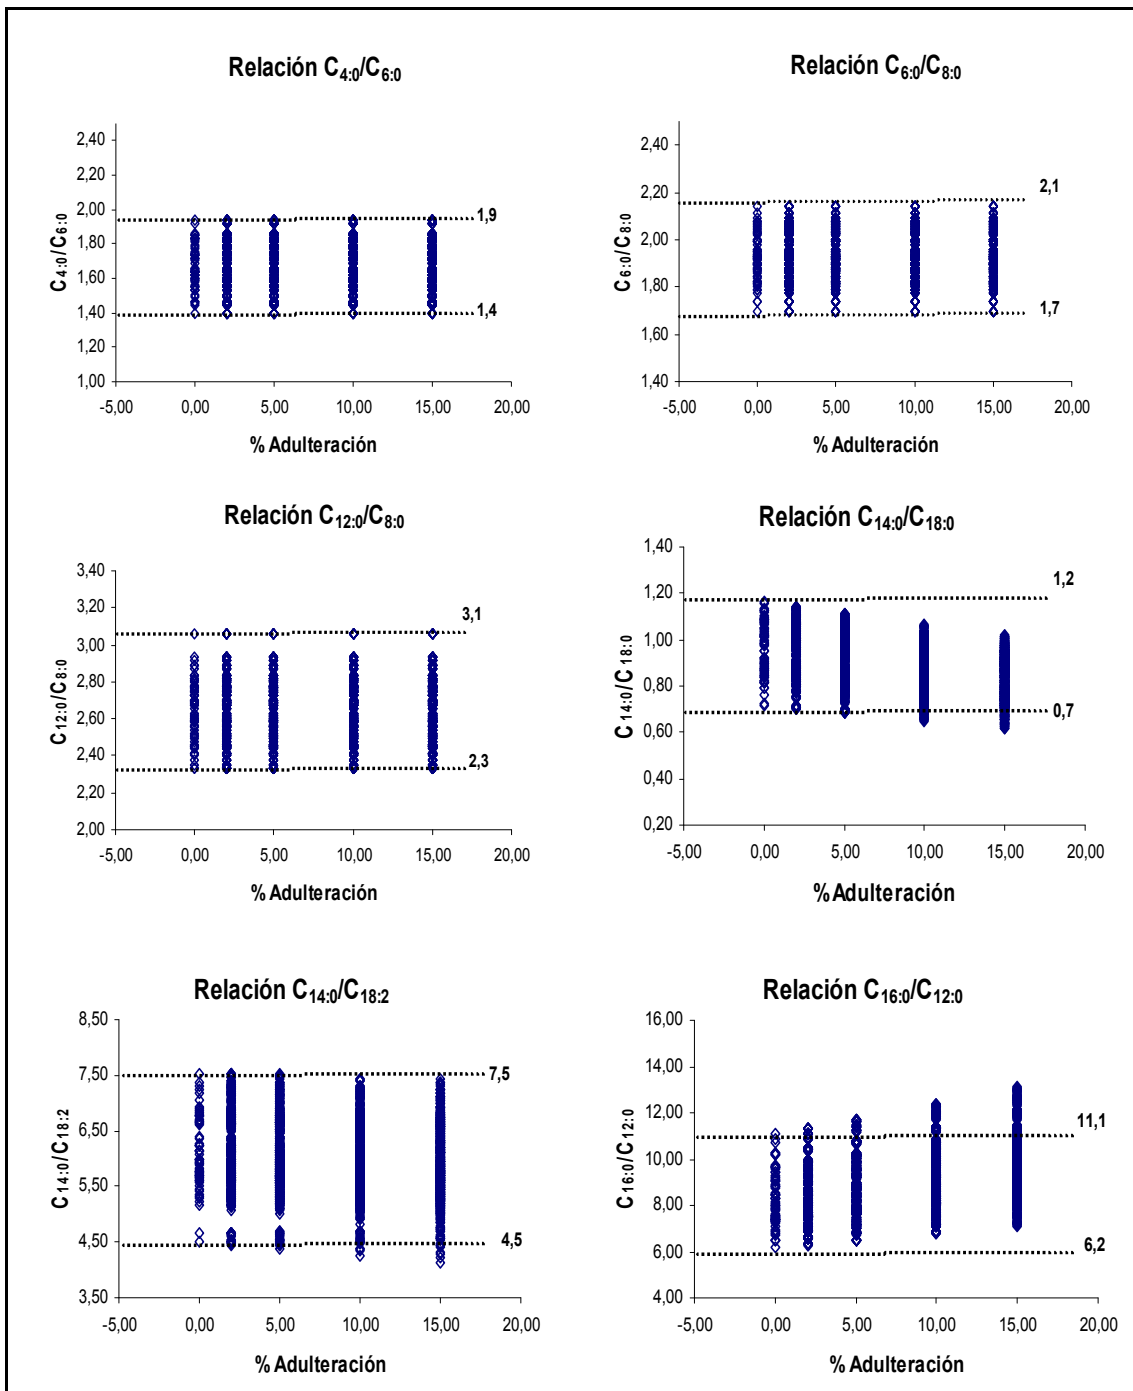 Relación C4:0/C6:0
C4:0/C6:0
2,40
2,20
2,00
1,80
1,60
1,40
1,20
1,00
1,9
1,4
-5,00 0,00 5,00 10,00 15,00 20,00
% Adulteración
Relación C6:0/C8:0
C6:0/C8:0
2,40
2,20
2,00
1,80
1,60
1,40
2,1
1,7
-5,00 0,00 5,00 10,00 15,00 20,00
% Adulteración
Relación C12:0/C8:0
C12:0/C8:0
3,40
3,20
3,00
2,80
2,60
2,40
2,20
2,00
3,1
2,3
-5,00 0,00 5,00 10,00 15,00 20,00
% Adulteración
Relación C14:0/C18:0
C14:0/C18:0
1,40
1,20
1,00
0,80
0,60
0,40
0,20
1,2
0,7
-5,00 0,00 5,00 10,00 15,00 20,00
% Adulteración
Relación C14:0/C18:2
C14:0/C18:2
8,50
7,50
6,50
5,50
4,50
3,50
7,5
4,5
-5,00 0,00 5,00 10,00 15,00 20,00
% Adulteración
Relación C16:0/C12:0
C16:0/C12:0
16,00
14,00
12,00
10,00
8,00
6,00
4,00
11,1
6,2
-5,00 0,00 5,00 10,00 15,00 20,00
% Adulteración